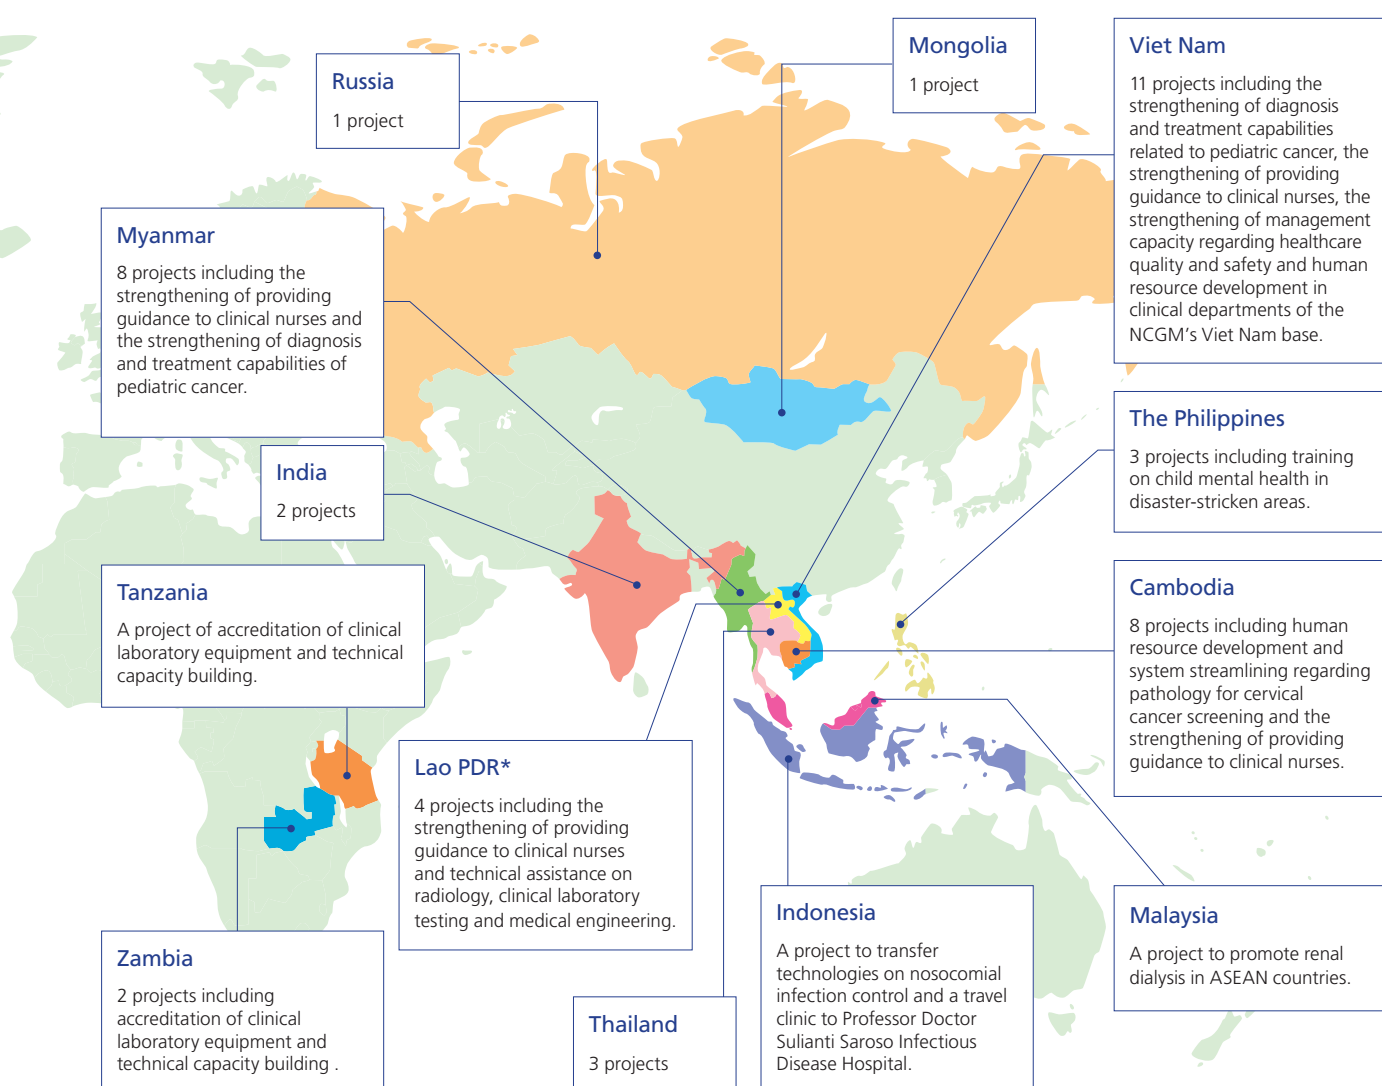 Russia
1 project
Mongolia
1 project
Viet Nam
11 projects including the
strengthening of diagnosis
and treatment capabilities
related to pediatric cancer, the
strengthening of providing
guidance to clinical nurses, the
strengthening of management
capacity regarding healthcare
quality and safety and human
resource development in
clinical departments of the
NCGM's Viet Nam base.
Myanmar
8 projects including the
strengthening of providing
guidance to clinical nurses and
the strengthening of diagnosis
and treatment capabilities of
pediatric cancer.
The Philippines
3 projects including training
on child mental health in
disaster-stricken areas.
India
2 projects
Tanzania
A project of accreditation of clinical
laboratory equipment and technical
capacity building.
Cambodia
8 projects including human
resource development and
system streamlining regarding
pathology for cervical
cancer screening and the
strengthening of providing
guidance to clinical nurses.
Lao PDR*
4 projects including the
strengthening of providing
guidance to clinical nurses
and technical assistance on
radiology, clinical laboratory
testing and medical engineering.
Zambia
2 projects including
accreditation of clinical
laboratory equipment and
technical capacity building .
Thailand
3 projects
Indonesia
A project to transfer
technologies on nosocomial
infection control and a travel
clinic to Professor Doctor
Sulianti Saroso Infectious
Disease Hospital.
Malaysia
A project to promote renal
dialysis in ASEAN countries.